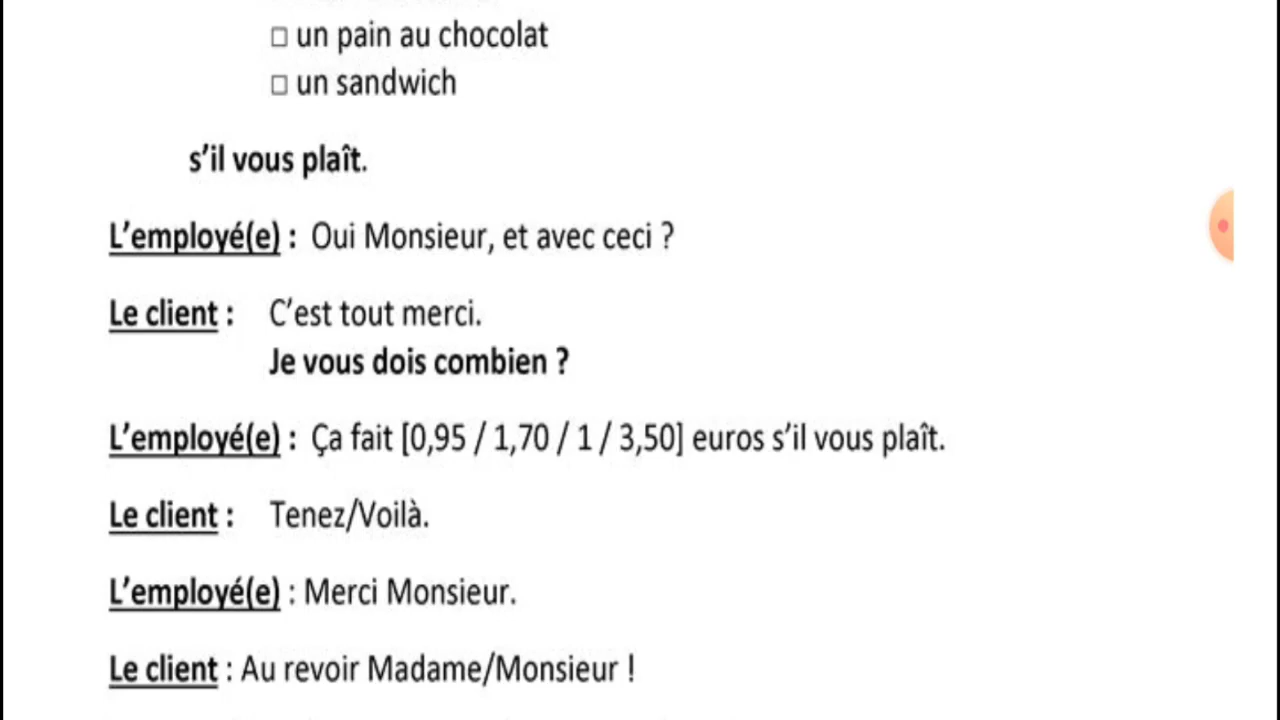 □ un pain au chocolat
□ un sandwich
s’il vous plaît.
L’employé(e) : Oui Monsieur, et avec ceci ?
Le client : C’est tout merci.
Je vous dois combien ?
L’employé(e) : Ça fait [0,95 / 1,70 / 1 / 3,50] euros s’il vous plaît.
Le client : Tenez/Voilà.
L’employé(e) : Merci Monsieur.
Le client : Au revoir Madame/Monsieur !